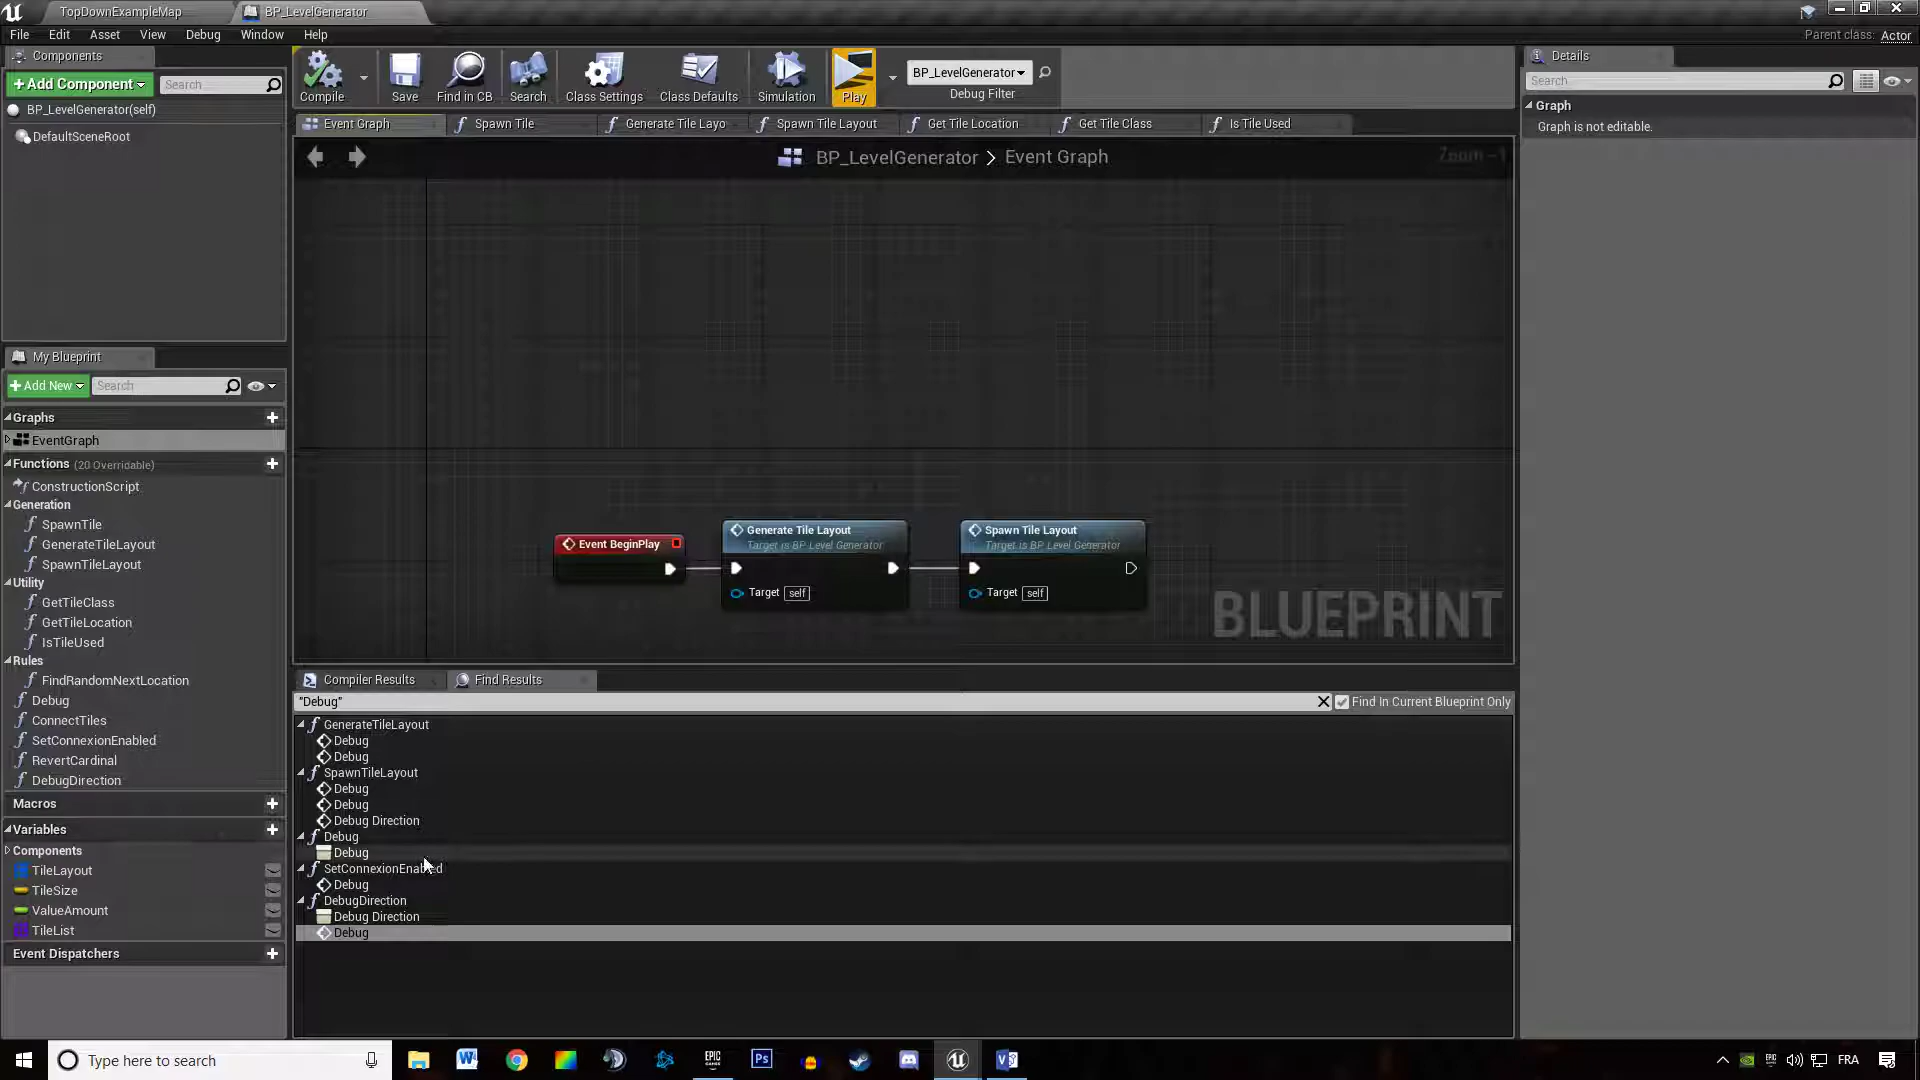 TopDownExampleMap
BP_LevelGenerator
File Edit Asset View Debug Window Help
Parent class: Actor
Components
+ Add Component
Search
BP_LevelGenerator(self)
DefaultSceneRoot
Compile
Save
Find in CB
Search
Class Settings
Class Defaults
Simulation
Play
BP_LevelGenerator
Debug Filter
Details
Search
Graph
Graph is not editable.
Event Graph
Spawn Tile
Generate Tile Layo
Spawn Tile Layout
Get Tile Location
Get Tile Class
Is Tile Used
BP_LevelGenerator > Event Graph
Zoom -1
Event BeginPlay
Generate Tile Layout
Target is BP Level Generator
Target self
Spawn Tile Layout
Target is BP Level Generator
Target self
BLUEPRINT
My Blueprint
+ Add New
Search
Graphs
EventGraph
Functions (20 Overridable)
ConstructionScript
Generation
SpawnTile
GenerateTileLayout
SpawnTileLayout
Utility
GetTileClass
GetTileLocation
IsTileUsed
Rules
FindRandomNextLocation
Debug
ConnectTiles
SetConnexionEnabled
RevertCardinal
DebugDirection
Macros
Variables
Components
TileLayout
TileSize
ValueAmount
TileList
Event Dispatchers
Compiler Results
Find Results
"Debug"
Find In Current Blueprint Only
GenerateTileLayout
Debug
Debug
SpawnTileLayout
Debug
Debug
Debug Direction
Debug
Debug
SetConnexionEnabled
Debug
DebugDirection
Debug Direction
Debug
Type here to search
EPIC GAMES
Ps
FRA